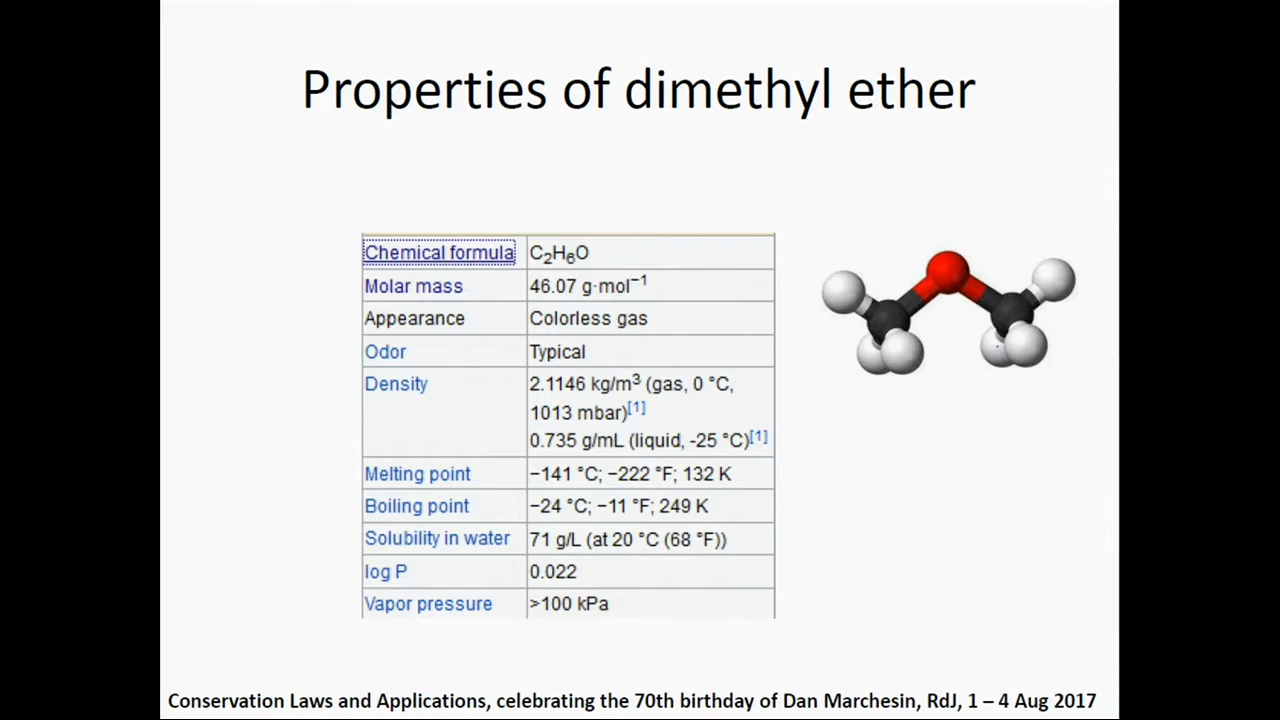 Properties of dimethyl ether
Chemical formula C₂H₆O
Molar mass 46.07 g·mol⁻¹
Appearance Colorless gas
Odor Typical
Density 2.1146 kg/m³ (gas, 0 °C,
1013 mbar)[1]
0.735 g/mL (liquid, -25 °C)[1]
Melting point −141 °C; −222 °F; 132 K
Boiling point −24 °C; −11 °F; 249 K
Solubility in water 71 g/L (at 20 °C (68 °F))
log P 0.022
Vapor pressure >100 kPa
Conservation Laws and Applications, celebrating the 70th birthday of Dan Marchesin, RdJ, 1 – 4 Aug 2017